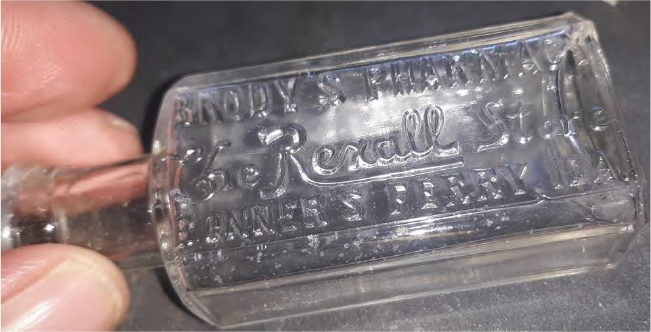 BRODY'S PHARMACY
The Rexall Store
BONNER'S FERRY, IDA